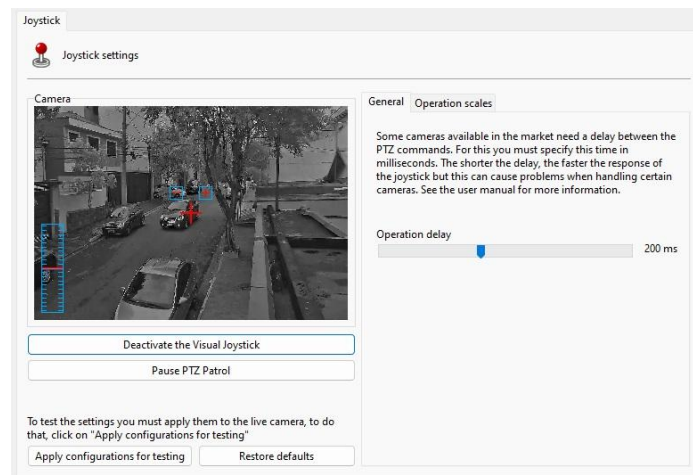 Joystick
Joystick settings
Camera
Deactivate the Visual Joystick
Pause PTZ Patrol
To test the settings you must apply them to the live camera, to do
that, click on "Apply configurations for testing"
Apply configurations for testing
Restore defaults
General
Operation scales
Some cameras available in the market need a delay between the
PTZ commands. For this you must specify this time in
milliseconds. The shorter the delay, the faster the response of
the joystick but this can cause problems when handling certain
cameras. See the user manual for more information.
Operation delay
200 ms